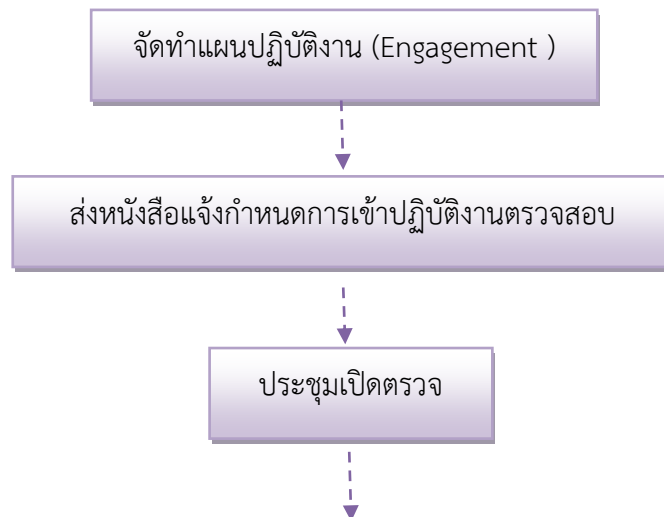 จัดทำแผนปฏิบัติงาน (Engagement )
ส่งหนังสือแจ้งกำหนดการเข้าปฏิบัติงานตรวจสอบ
ประชุมเปิดตรวจ